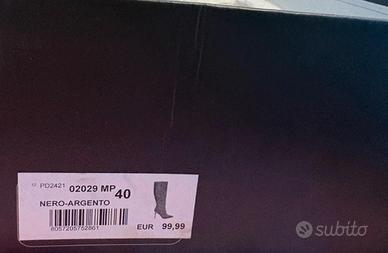 subito
PD2421 02029 MP 40
NERO-ARGENTO
8057205752861
EUR 99,99